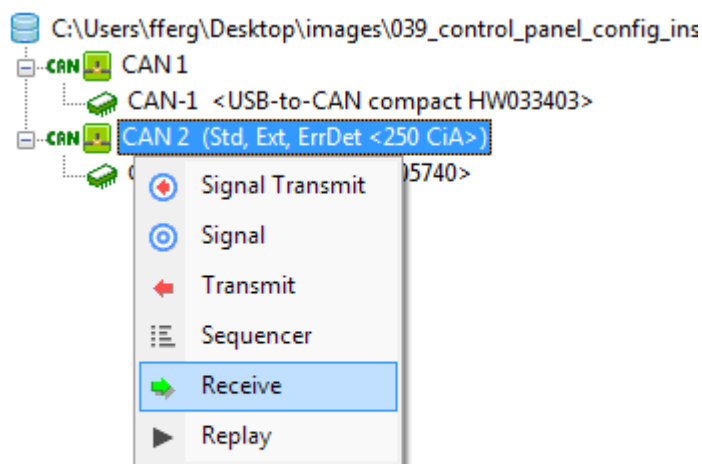 C:\Users\fferg\Desktop\images\039_control_panel_config_ins
CAN CAN 1
CAN-1 <USB-to-CAN compact HW033403>
CAN CAN 2 (Std, Ext, ErrDet <250 CiA>)
05740>
Signal Transmit
Signal
Transmit
Sequencer
Receive
Replay